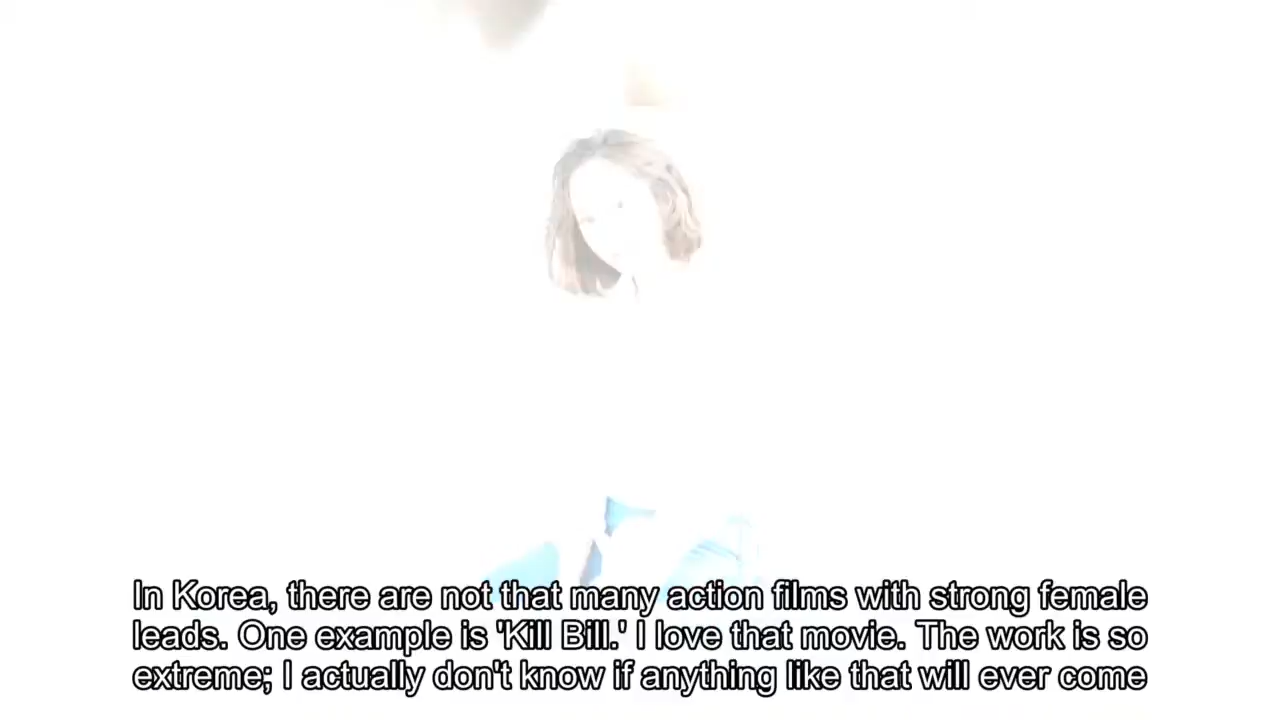 In Korea, there are not that many action films with strong female
leads. One example is 'Kill Bill.' I love that movie. The work is so
extreme; I actually don't know if anything like that will ever come